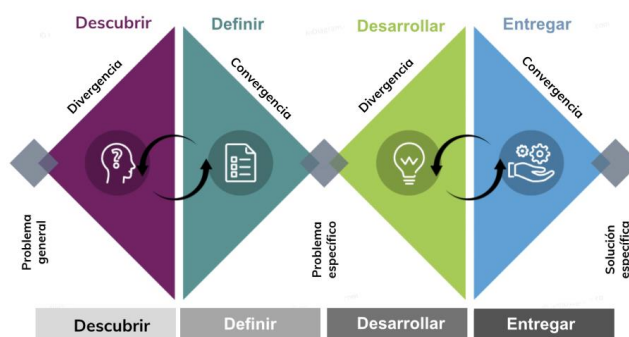 Descubrir
Definir
Desarrollar
Entregar
Divergencia
Convergencia
Divergencia
Convergencia
?
Problema
general
Problema
específico
Solución
específica
Descubrir
Definir
Desarrollar
Entregar